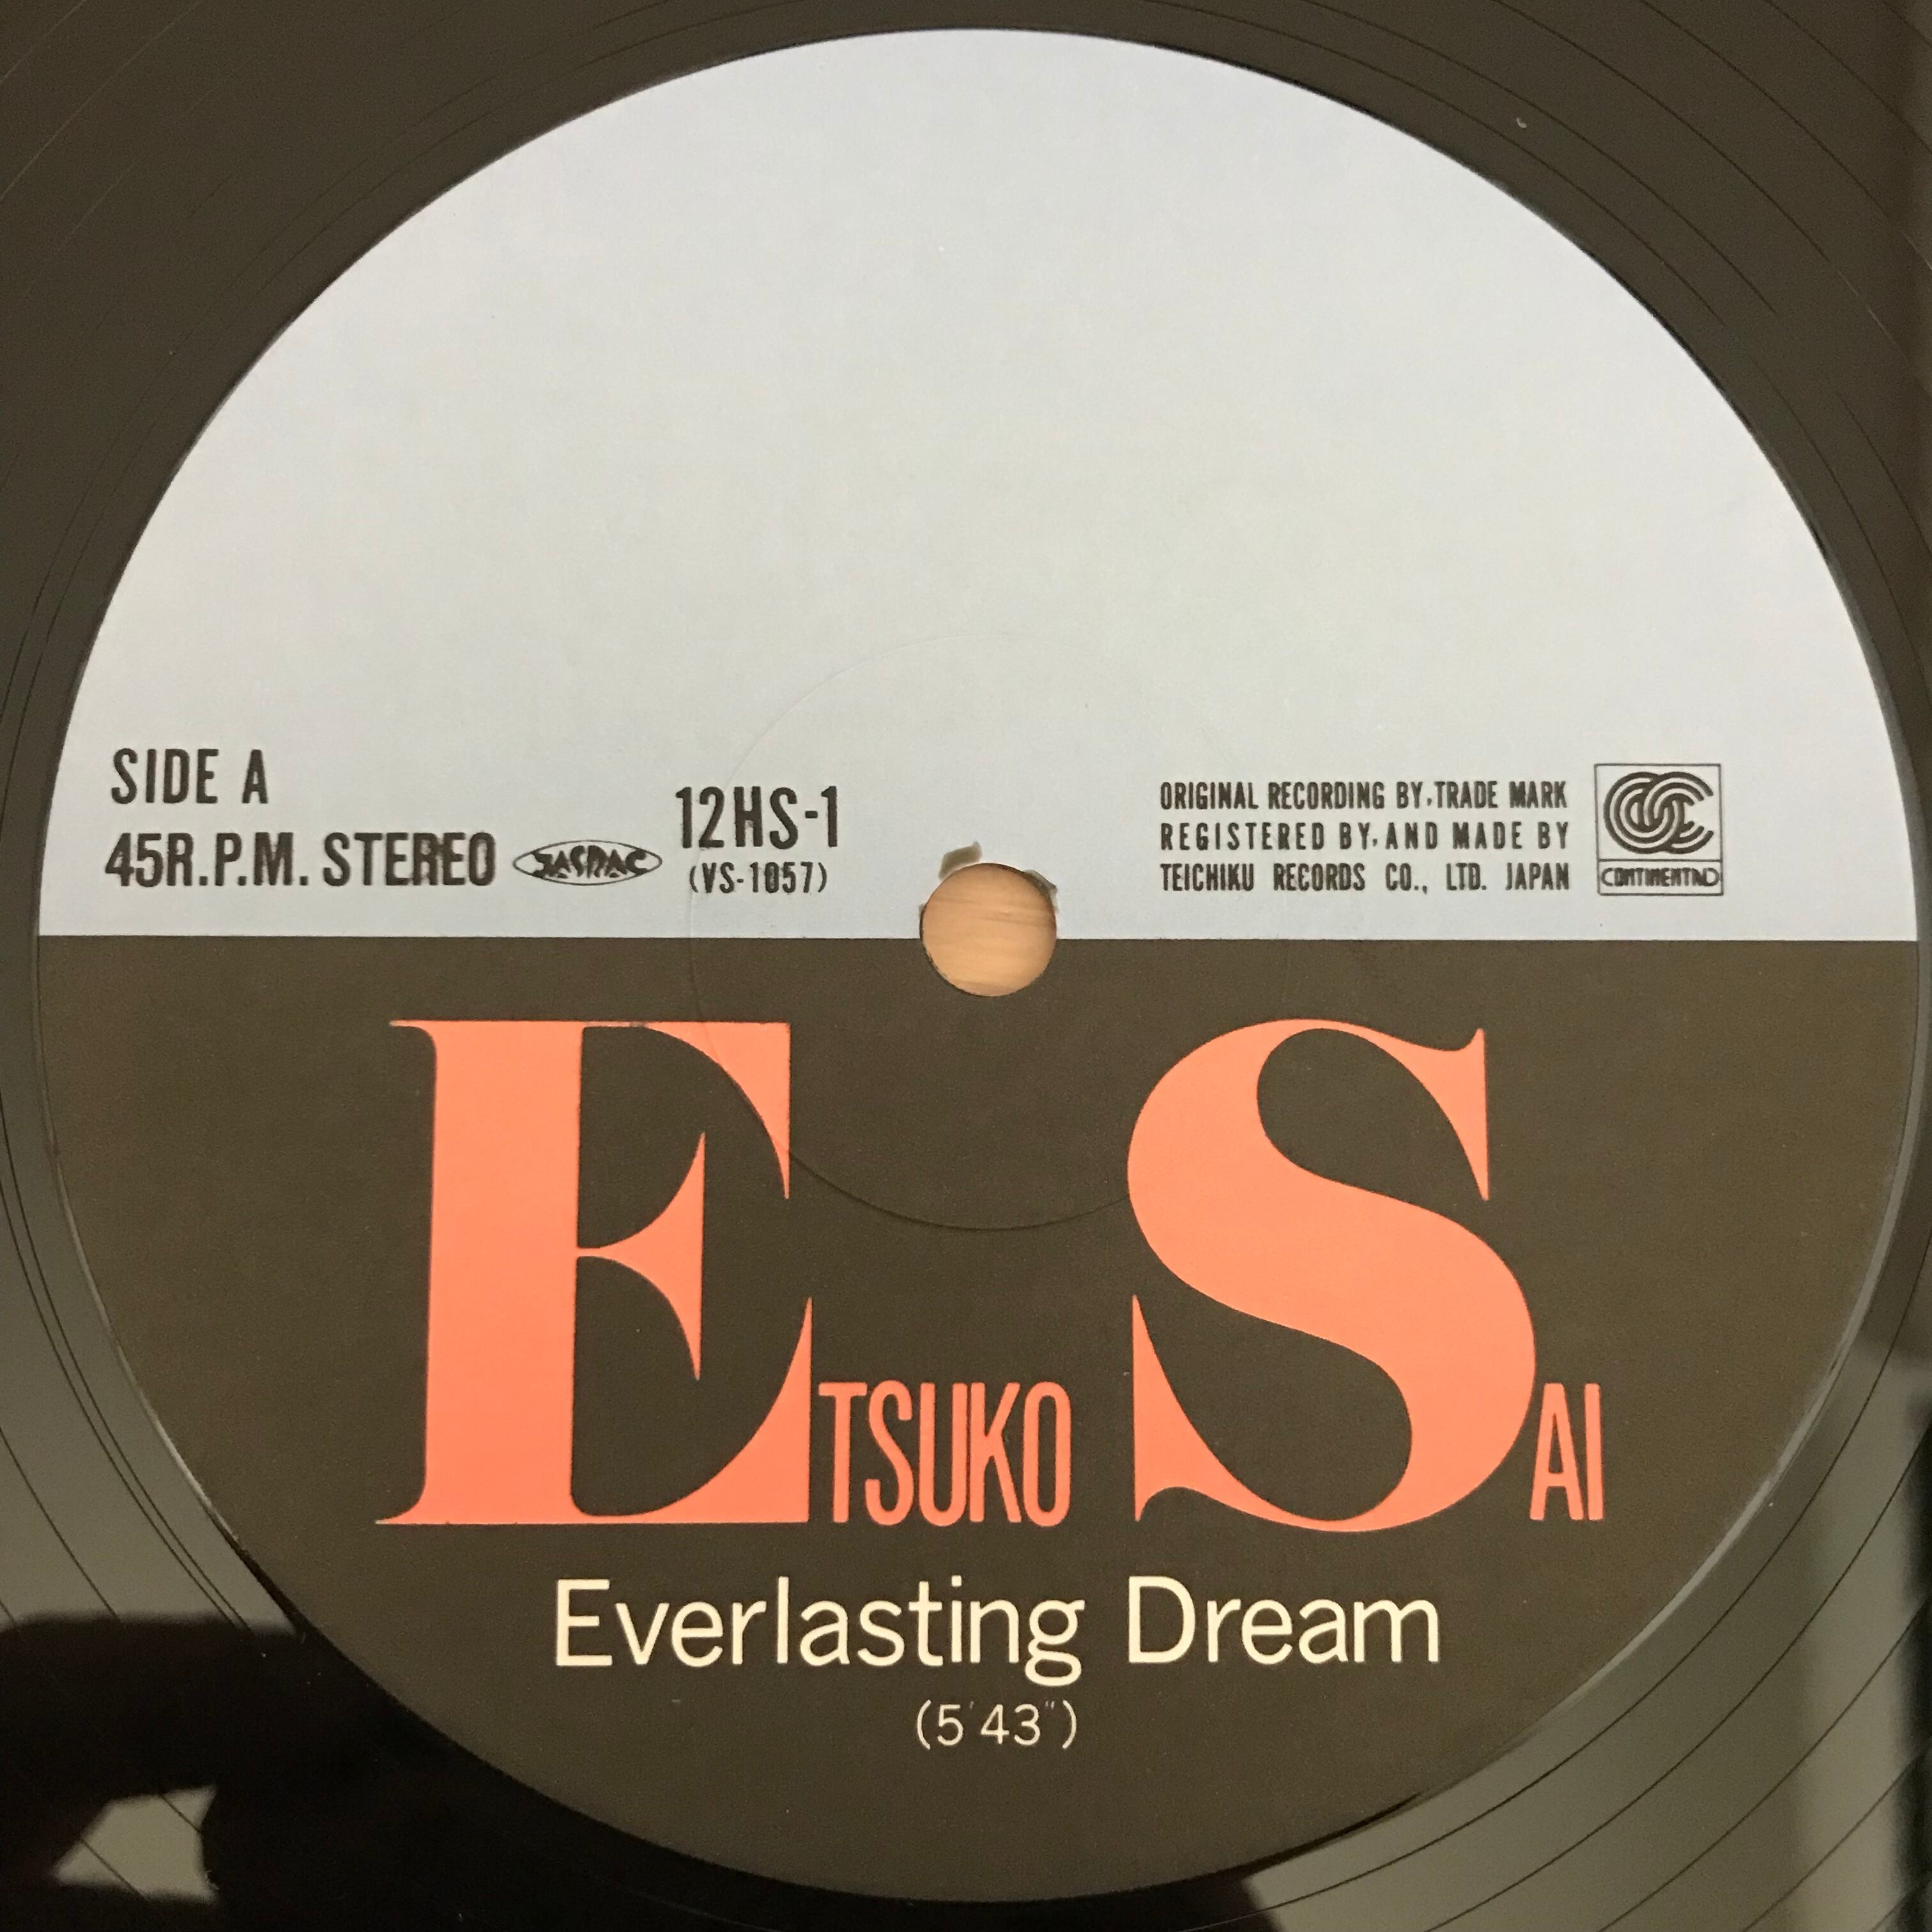 SIDE A
45R.P.M. STEREO JASRAC
12HS-1
(VS-1057)
ORIGINAL RECORDING BY, TRADE MARK
REGISTERED BY, AND MADE BY
TEICHIKU RECORDS CO., LTD. JAPAN
CONTINENTAL
ETSUKO SAI
Everlasting Dream
(5'43")